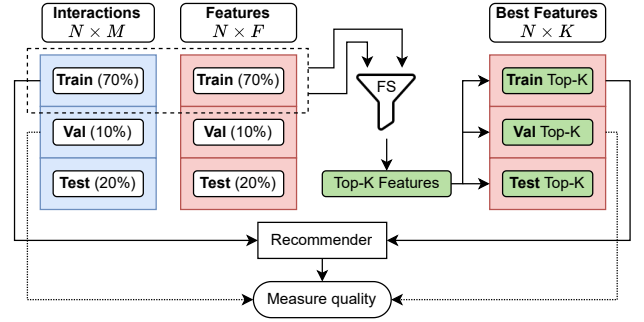 Interactions
N × M
Features
N × F
Best Features
N × K
Train (70%)
Train (70%)
FS
Train Top-K
Val (10%)
Val (10%)
Val Top-K
Test (20%)
Test (20%)
Top-K Features
Test Top-K
Recommender
Measure quality